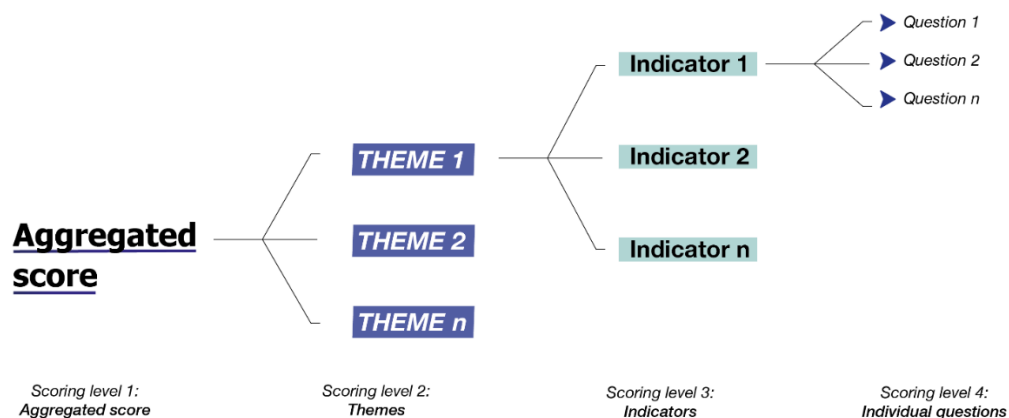 Aggregated
score
THEME 1
THEME 2
THEME n
Indicator 1
Indicator 2
Indicator n
Question 1
Question 2
Question n
Scoring level 1:
Aggregated score
Scoring level 2:
Themes
Scoring level 3:
Indicators
Scoring level 4:
Individual questions